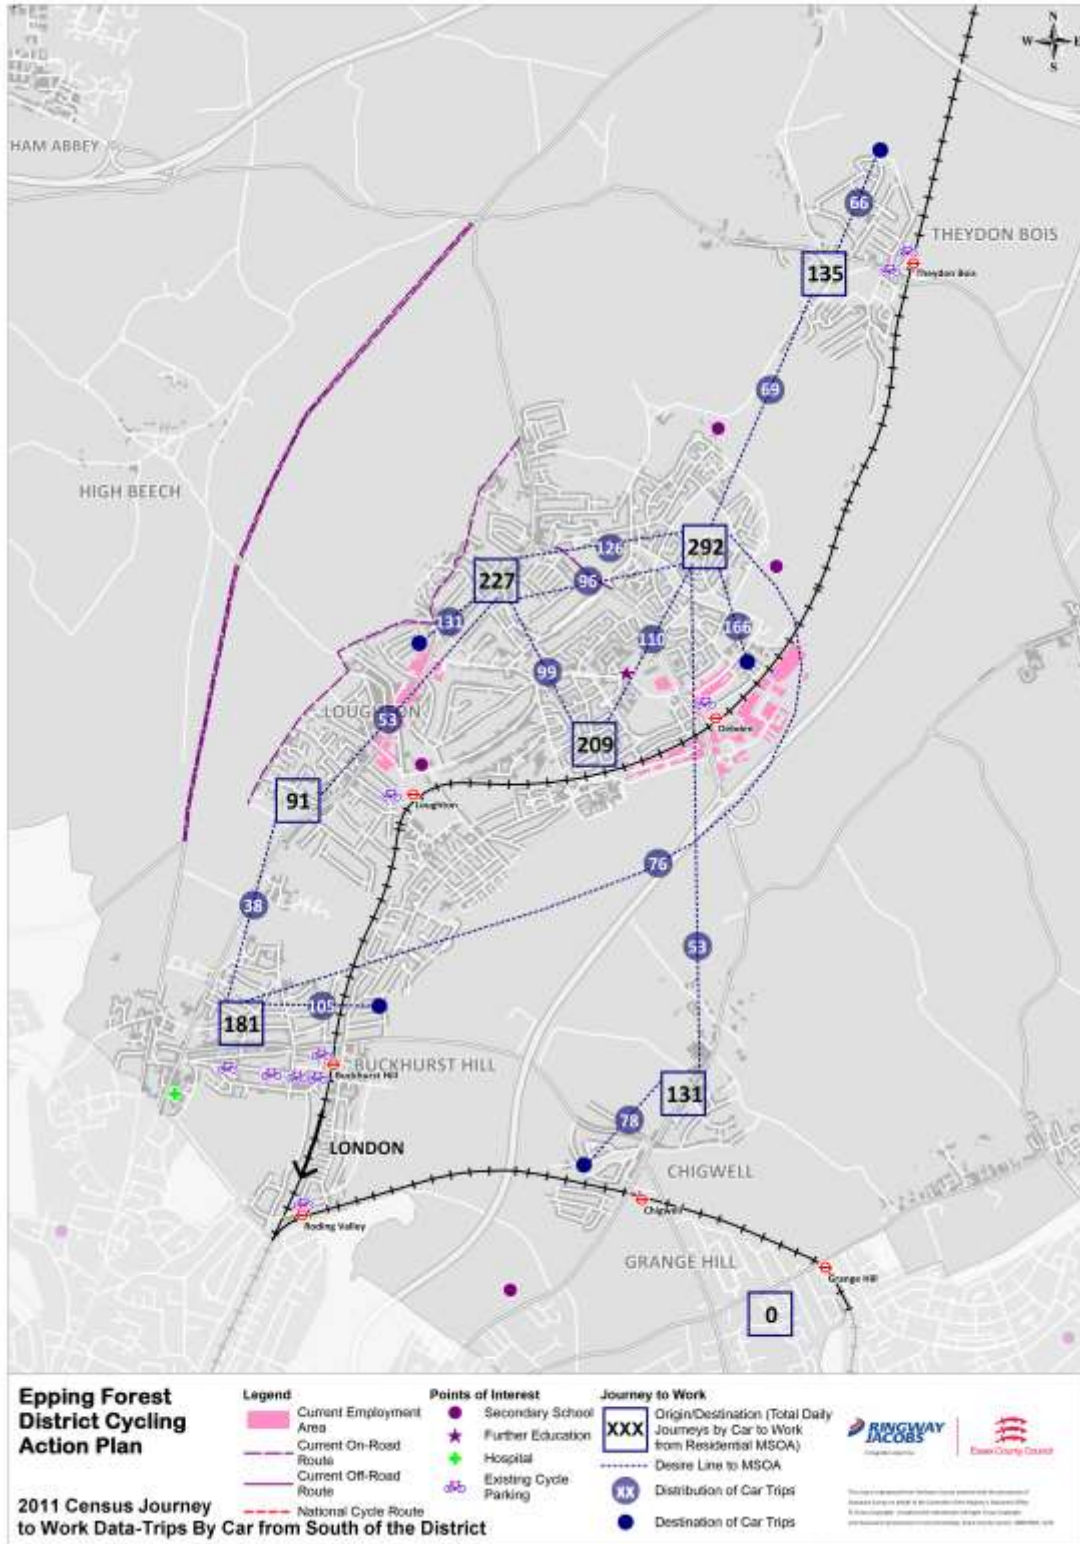 N
W E
S
HAM ABBEY
66
THEYDON BOIS
135
Theydon Bois
69
HIGH BEECH
126
292
227
96
131
110
166
99
LOUGHTON
53
209
Debden
91
Loughton
76
38
53
105
181
BUCKHURST HILL
Buckhurst Hill
131
78
LONDON
CHIGWELL
Chigwell
Roding Valley
GRANGE HILL
Grange Hill
0
Epping Forest
District Cycling
Action Plan
2011 Census Journey
to Work Data-Trips By Car from South of the District
Legend
Current Employment
Area
Current On-Road
Route
Current Off-Road
Route
National Cycle Route
Points of Interest
Secondary School
Further Education
Hospital
Existing Cycle
Parking
Journey to Work
XXX
Origin/Destination (Total Daily
Journeys by Car to Work
from Residential MSOA)
Desire Line to MSOA
XX
Distribution of Car Trips
Destination of Car Trips
RINGWAY
JACOBS
Essex County Council